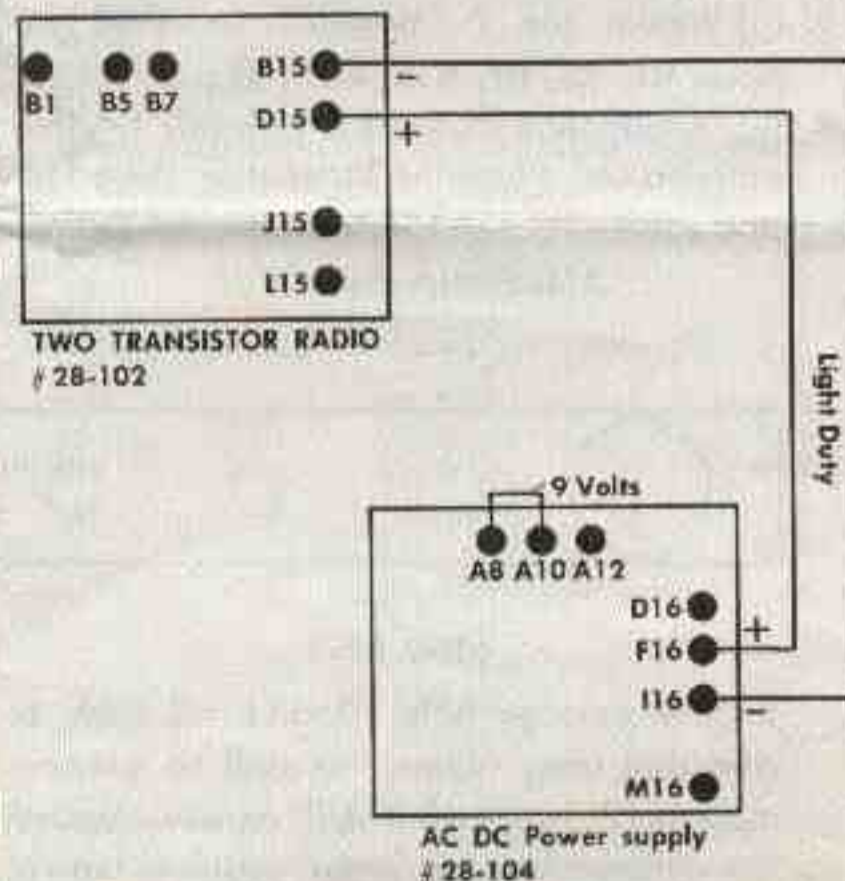 B15 -
B1 B5 B7
D15 +
J15
L15
TWO TRANSISTOR RADIO
# 28-102
Light Duty
9 Volts
A8 A10 A12
D16
+
F16
I16
-
M16
AC DC Power supply
# 28-104